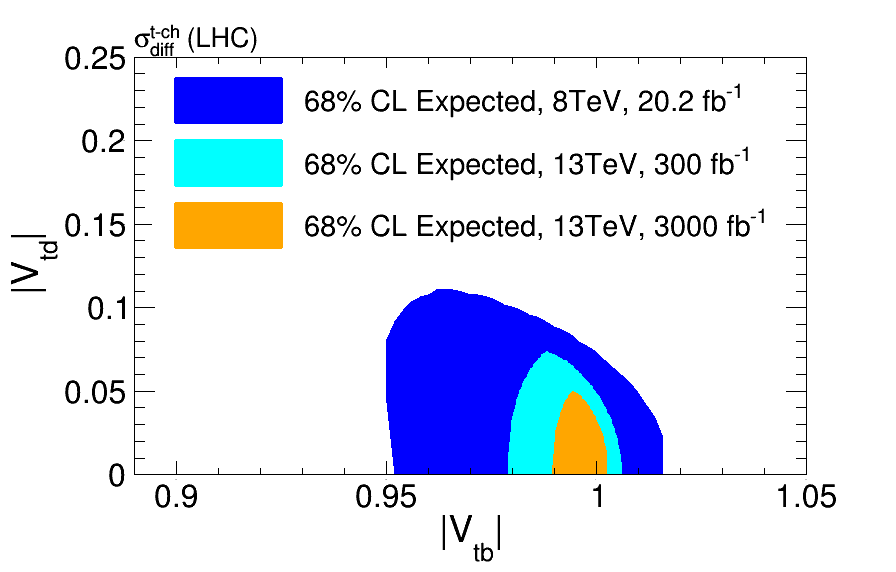 σ_diff^t-ch (LHC)
0.25
68% CL Expected, 8TeV, 20.2 fb⁻¹
0.2
68% CL Expected, 13TeV, 300 fb⁻¹
0.15
68% CL Expected, 13TeV, 3000 fb⁻¹
|V_td|
0.1
0.05
0
0.9 0.95 1 1.05
|V_tb|